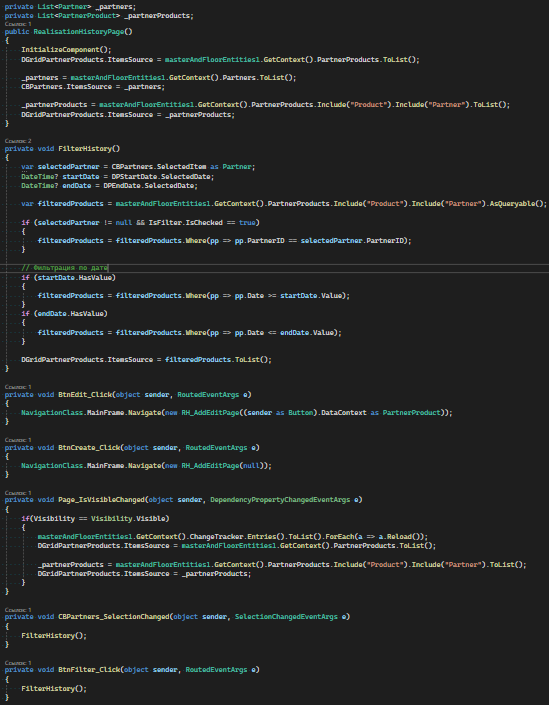 private List<Partner> _partners;
private List<PartnerProduct> _partnerProducts;
Ссылок: 1
public RealisationHistoryPage()
{
InitializeComponent();
DGridPartnerProducts.ItemsSource = masterAndFloorEntities1.GetContext().PartnerProducts.ToList();
_partners = masterAndFloorEntities1.GetContext().Partners.ToList();
CBPartners.ItemsSource = _partners;
_partnerProducts = masterAndFloorEntities1.GetContext().PartnerProducts.Include("Product").Include("Partner").ToList();
DGridPartnerProducts.ItemsSource = _partnerProducts;
}
Ссылок: 2
private void FilterHistory()
{
var selectedPartner = CBPartners.SelectedItem as Partner;
DateTime? startDate = DPStartDate.SelectedDate;
DateTime? endDate = DPEndDate.SelectedDate;
var filteredProducts = masterAndFloorEntities1.GetContext().PartnerProducts.Include("Product").Include("Partner").AsQueryable();
if (selectedPartner != null && IsFilter.IsChecked == true)
{
filteredProducts = filteredProducts.Where(pp => pp.PartnerID == selectedPartner.PartnerID);
}
// Фильтрация по дате
if (startDate.HasValue)
{
filteredProducts = filteredProducts.Where(pp => pp.Date >= startDate.Value);
}
if (endDate.HasValue)
{
filteredProducts = filteredProducts.Where(pp => pp.Date <= endDate.Value);
}
DGridPartnerProducts.ItemsSource = filteredProducts.ToList();
}
Ссылок: 1
private void BtnEdit_Click(object sender, RoutedEventArgs e)
{
NavigationClass.MainFrame.Navigate(new RH_AddEditPage((sender as Button).DataContext as PartnerProduct));
}
Ссылок: 1
private void BtnCreate_Click(object sender, RoutedEventArgs e)
{
NavigationClass.MainFrame.Navigate(new RH_AddEditPage(null));
}
Ссылок: 1
private void Page_IsVisibleChanged(object sender, DependencyPropertyChangedEventArgs e)
{
if(Visibility == Visibility.Visible)
{
masterAndFloorEntities1.GetContext().ChangeTracker.Entries().ToList().ForEach(a => a.Reload());
DGridPartnerProducts.ItemsSource = masterAndFloorEntities1.GetContext().PartnerProducts.ToList();
_partnerProducts = masterAndFloorEntities1.GetContext().PartnerProducts.Include("Product").Include("Partner").ToList();
DGridPartnerProducts.ItemsSource = _partnerProducts;
}
}
Ссылок: 1
private void CBPartners_SelectionChanged(object sender, SelectionChangedEventArgs e)
{
FilterHistory();
}
Ссылок: 1
private void BtnFilter_Click(object sender, RoutedEventArgs e)
{
FilterHistory();
}